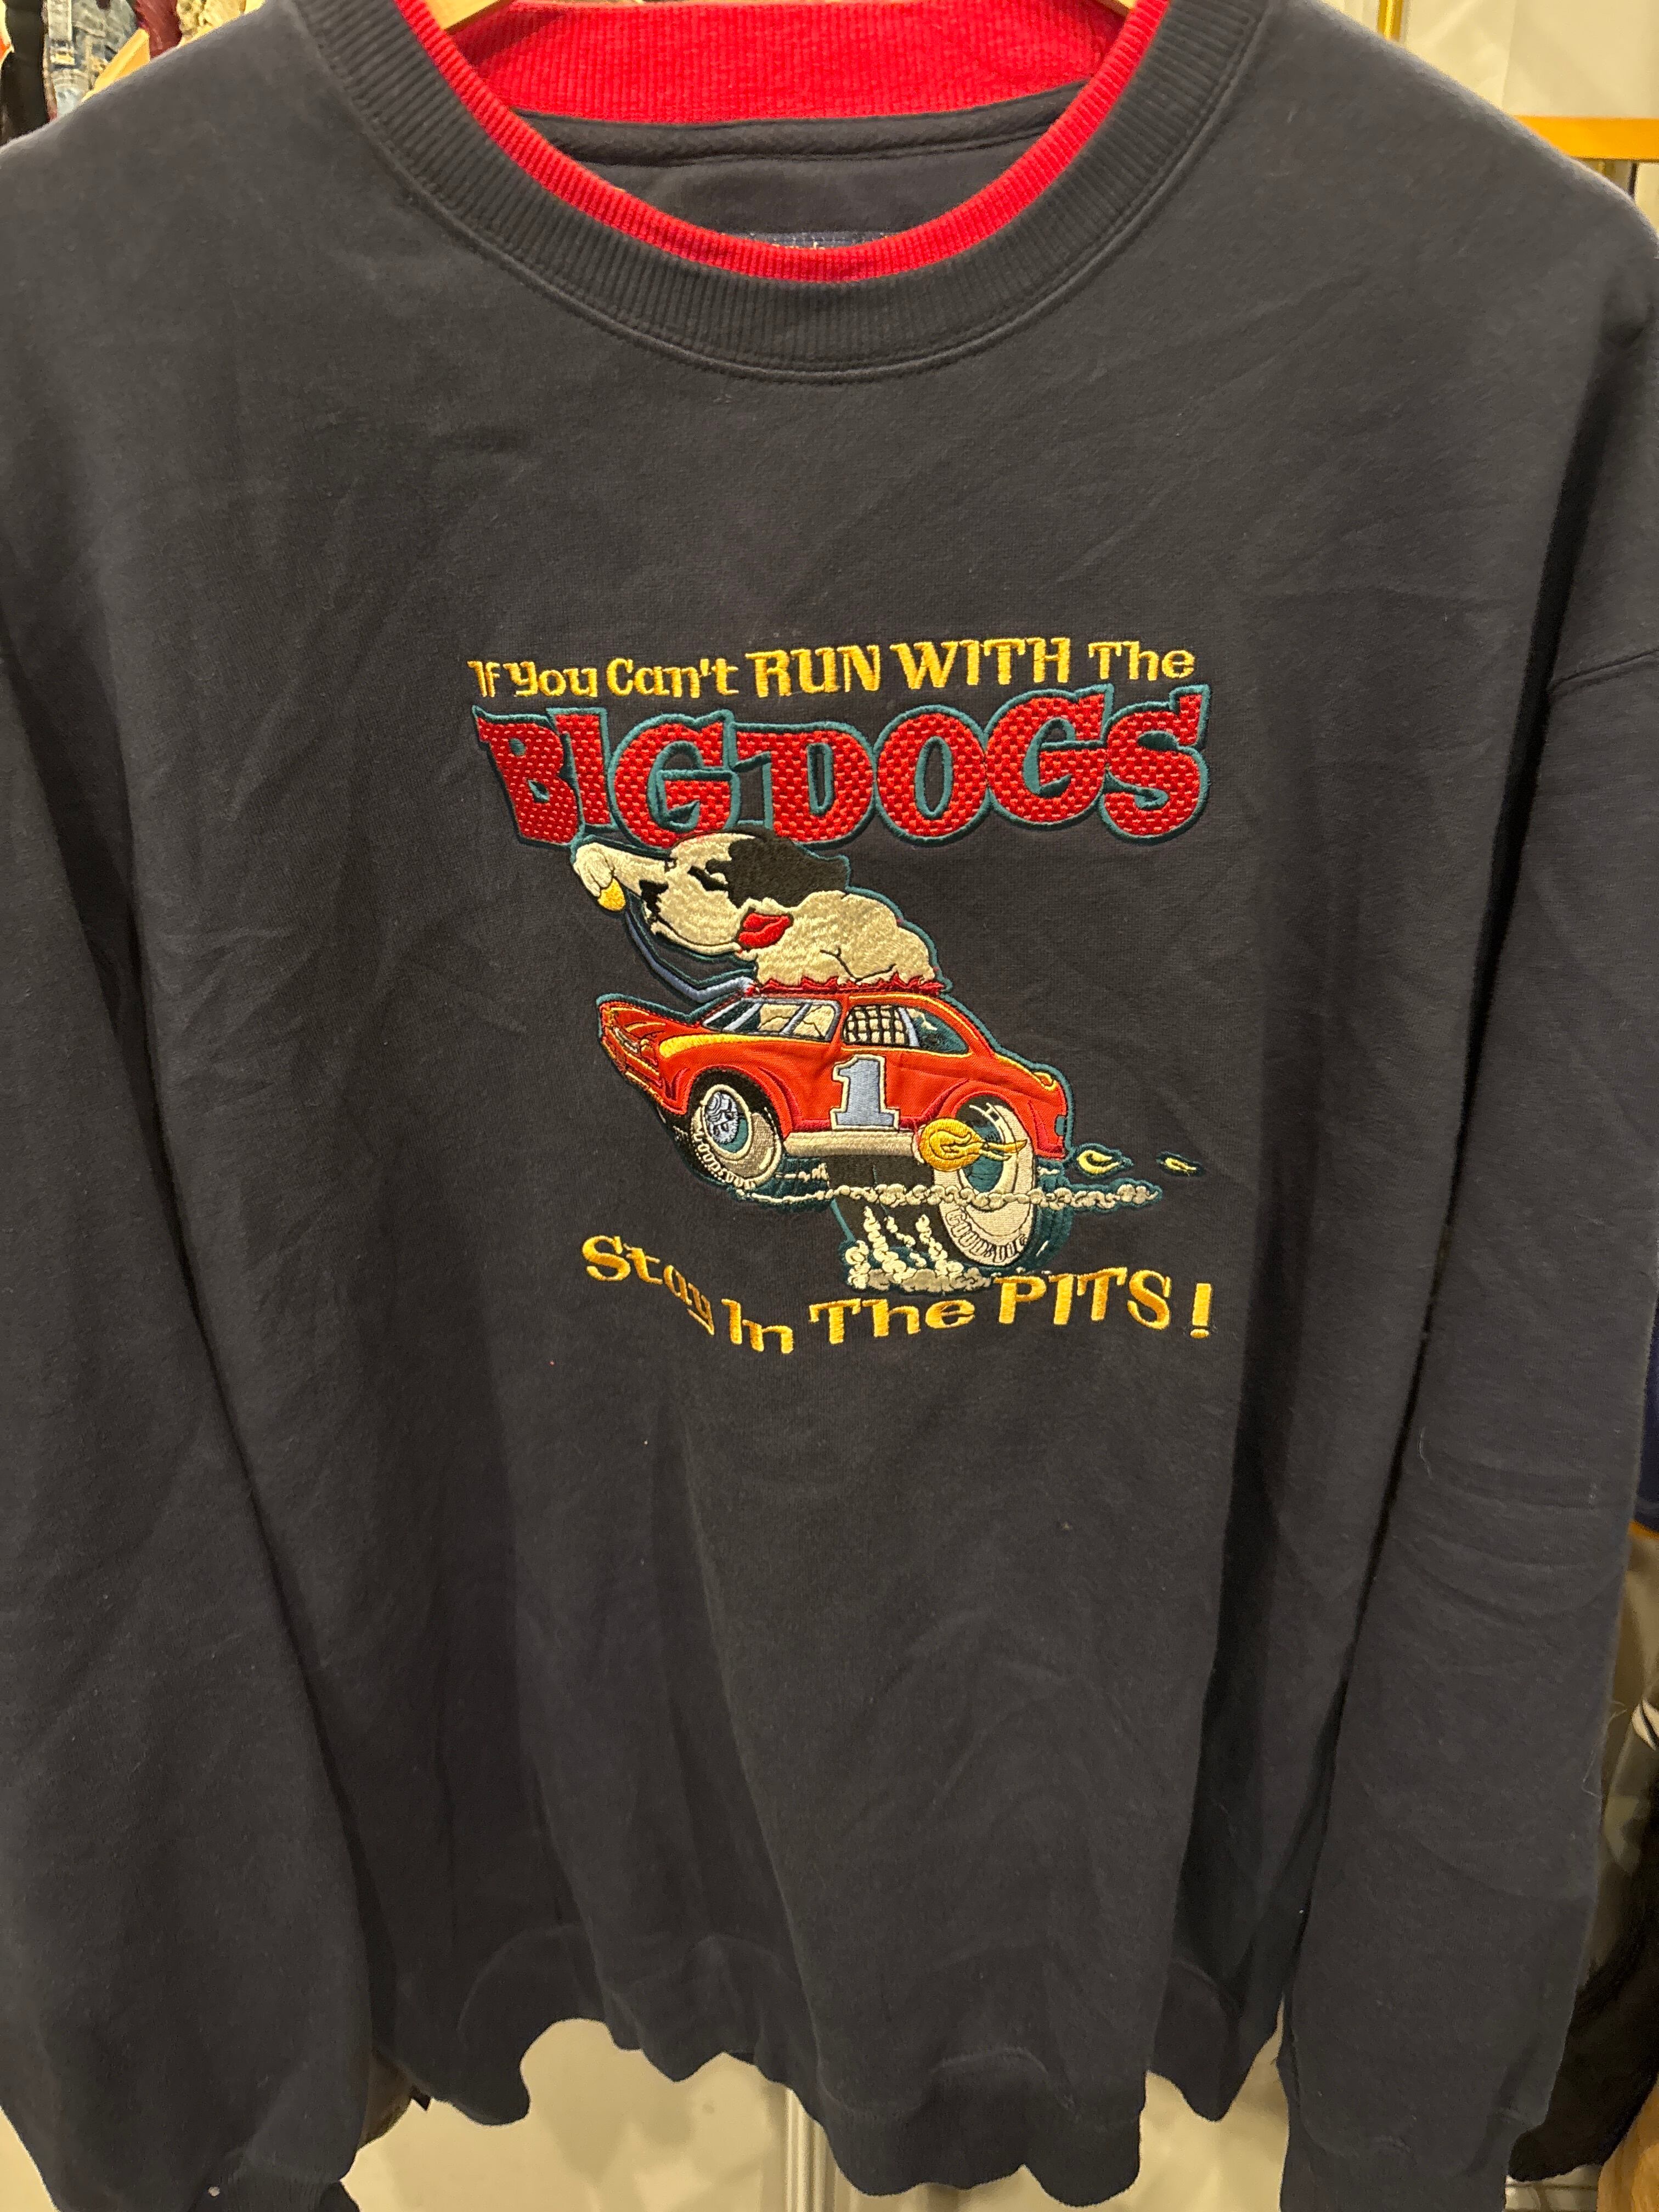 If You Can't RUN WITH The
BIG DOGS
1
Stay In The PITS!